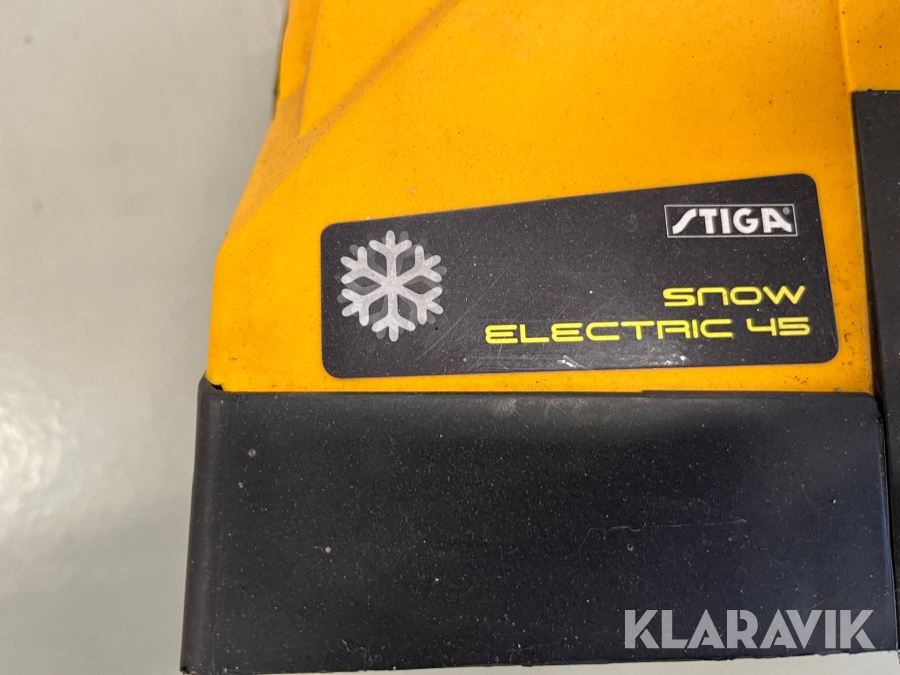 STIGA®
SNOW
ELECTRIC 45
KLARAVIK